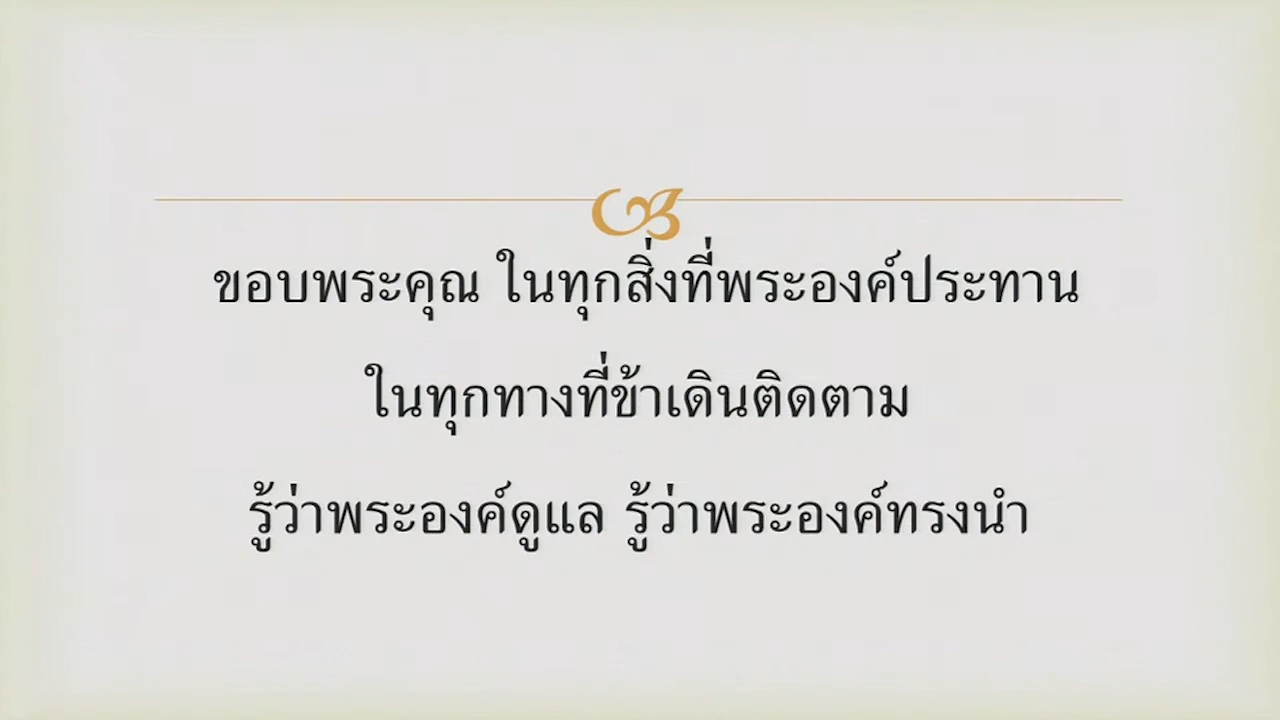 ขอบพระคุณ ในทุกสิ่งที่พระองค์ประทาน
ในทุกทางที่ข้าเดินติดตาม
รู้ว่าพระองค์ดูแล รู้ว่าพระองค์ทรงนำ